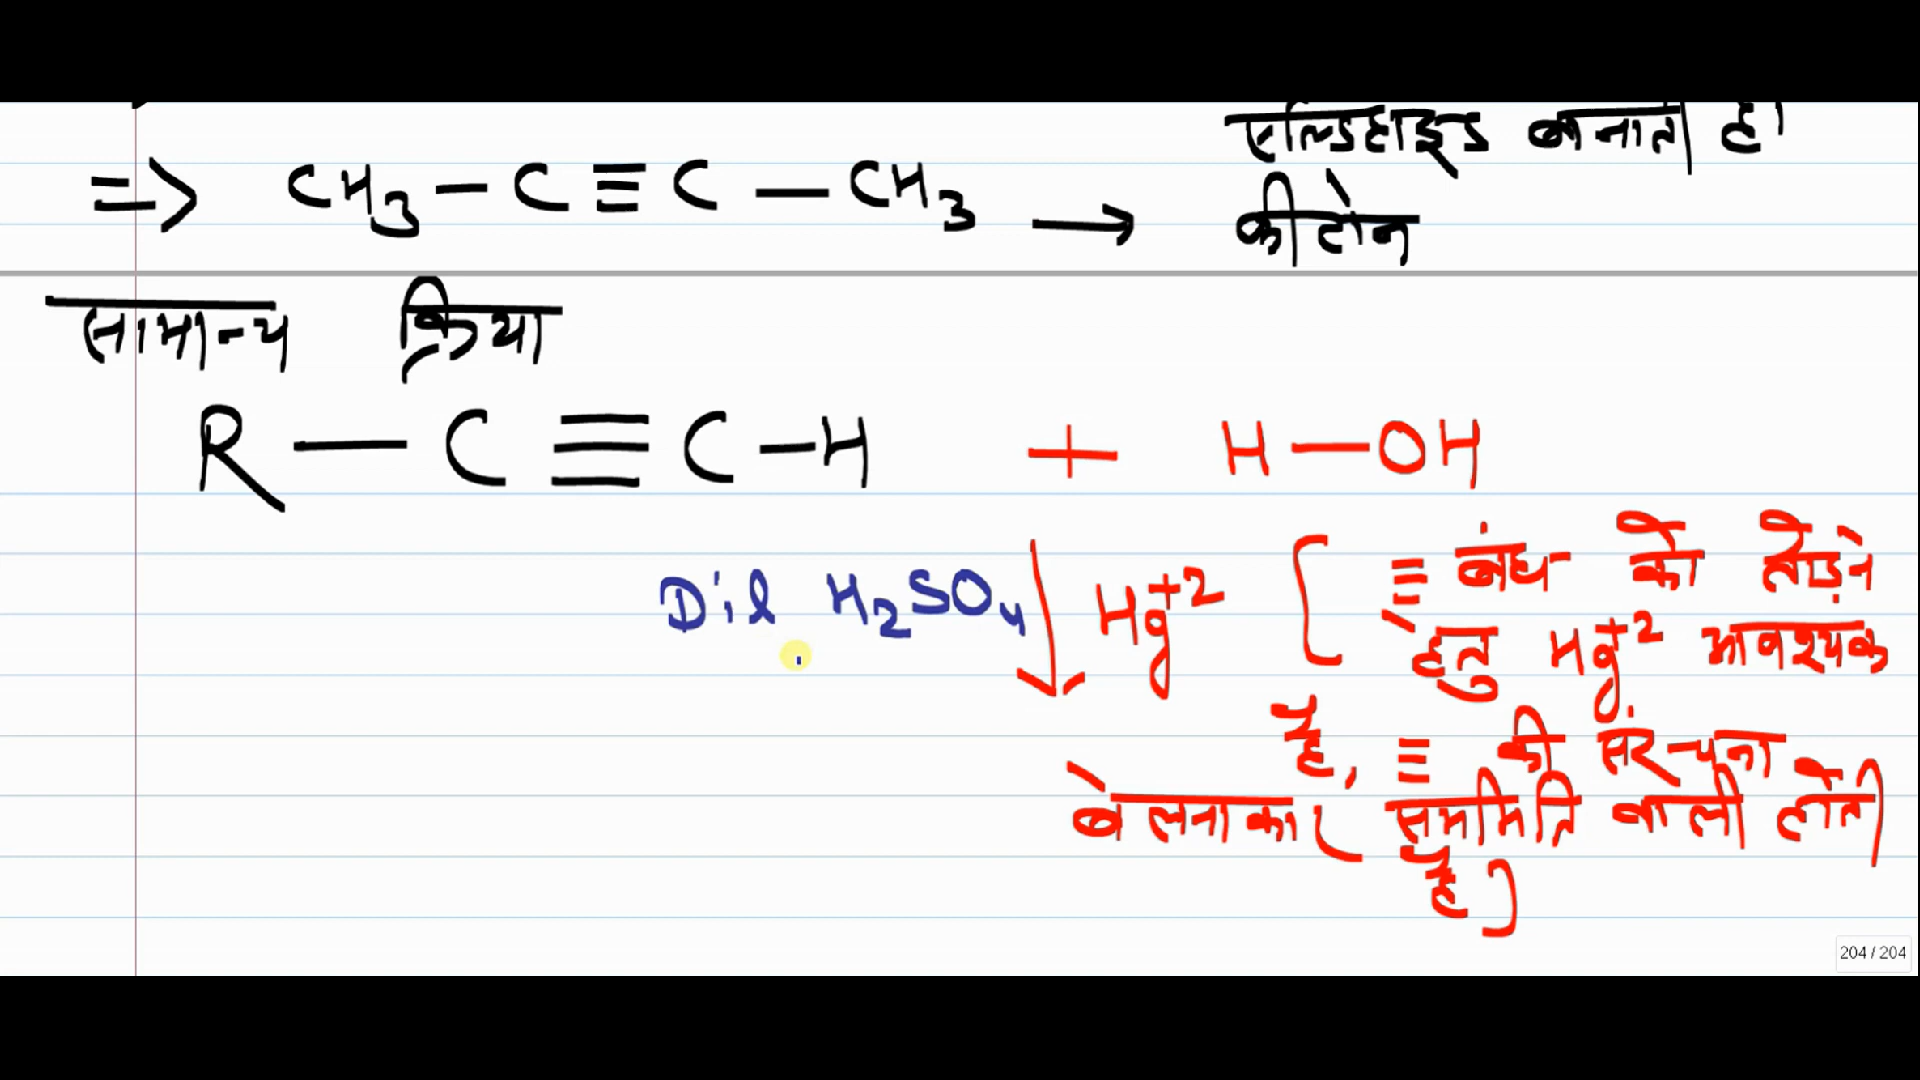 एल्डिहाइड बनाती है।
=> CH3 – C ≡ C – CH3 → कीटोन
सामान्य क्रिया
R – C ≡ C – H + H – OH
Dil H2SO4 ↓ Hg+2 [ ≡ बंध को तोड़ने
हेतु Hg+2 आवश्यक
है, ≡ की संरचना
बेलनाकार सममिति वाली होती
है ]
204 / 204